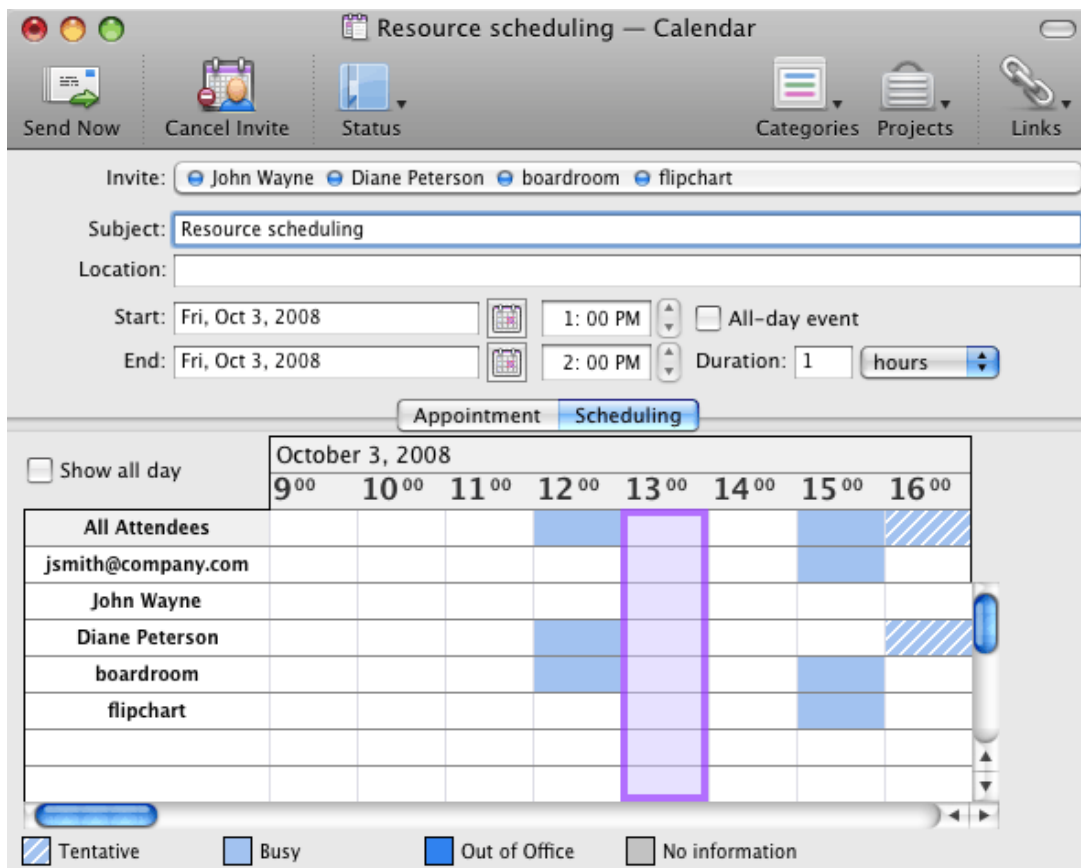 Resource scheduling — Calendar
Send Now Cancel Invite Status Categories Projects Links
Invite: John Wayne Diane Peterson boardroom flipchart
Subject: Resource scheduling
Location:
Start: Fri, Oct 3, 2008 1: 00 PM All-day event
End: Fri, Oct 3, 2008 2: 00 PM Duration: 1 hours
Appointment Scheduling
Show all day October 3, 2008
9⁰⁰ 10⁰⁰ 11⁰⁰ 12⁰⁰ 13⁰⁰ 14⁰⁰ 15⁰⁰ 16⁰⁰
All Attendees
jsmith@company.com
John Wayne
Diane Peterson
boardroom
flipchart
Tentative Busy Out of Office No information